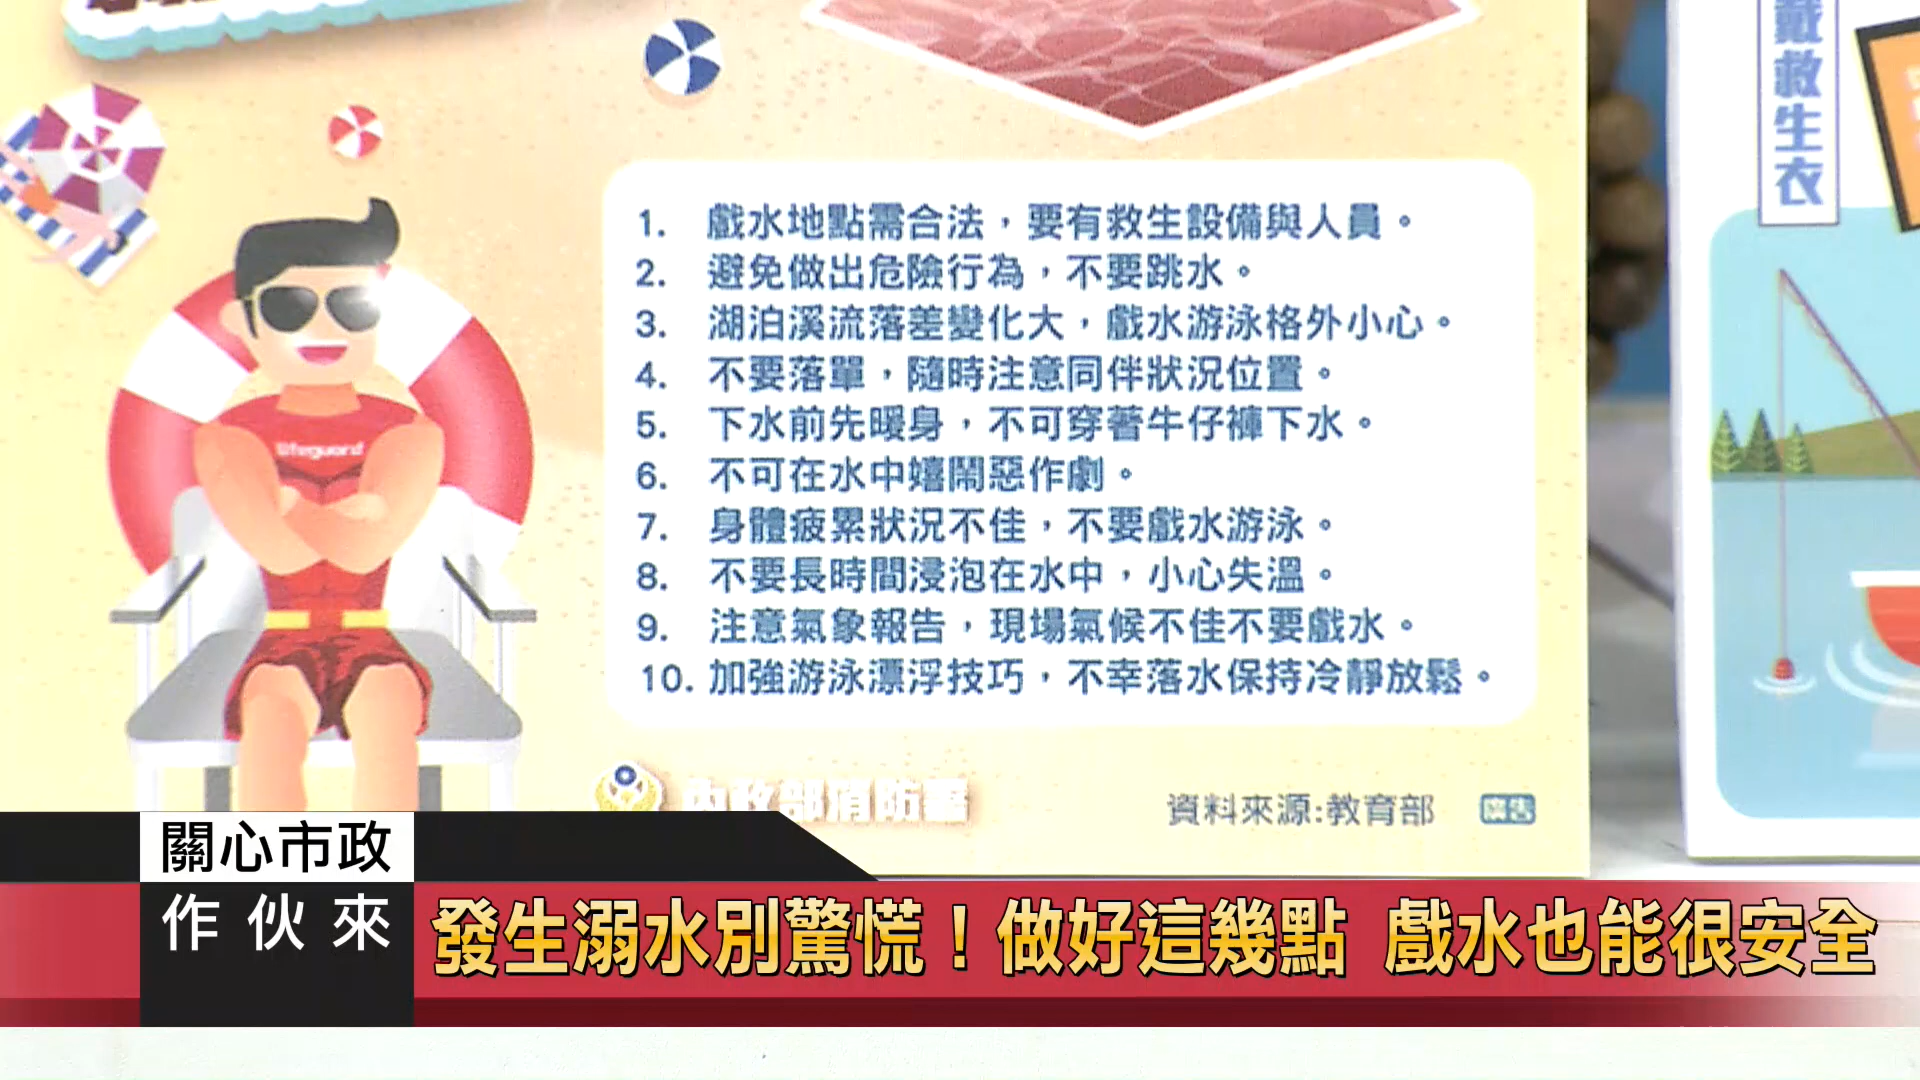 戴救生衣
1. 戲水地點需合法，要有救生設備與人員。
2. 避免做出危險行為，不要跳水。
3. 湖泊溪流落差變化大，戲水游泳格外小心。
4. 不要落單，隨時注意同伴狀況位置。
5. 下水前先暖身，不可穿著牛仔褲下水。
6. 不可在水中嬉鬧惡作劇。
7. 身體疲累狀況不佳，不要戲水游泳。
8. 不要長時間浸泡在水中，小心失溫。
9. 注意氣象報告，現場氣候不佳不要戲水。
10. 加強游泳漂浮技巧，不幸落水保持冷靜放鬆。
lifeguard
內政部消防署
資料來源:教育部
廣告
關心市政
作伙來
發生溺水別驚慌！做好這幾點 戲水也能很安全